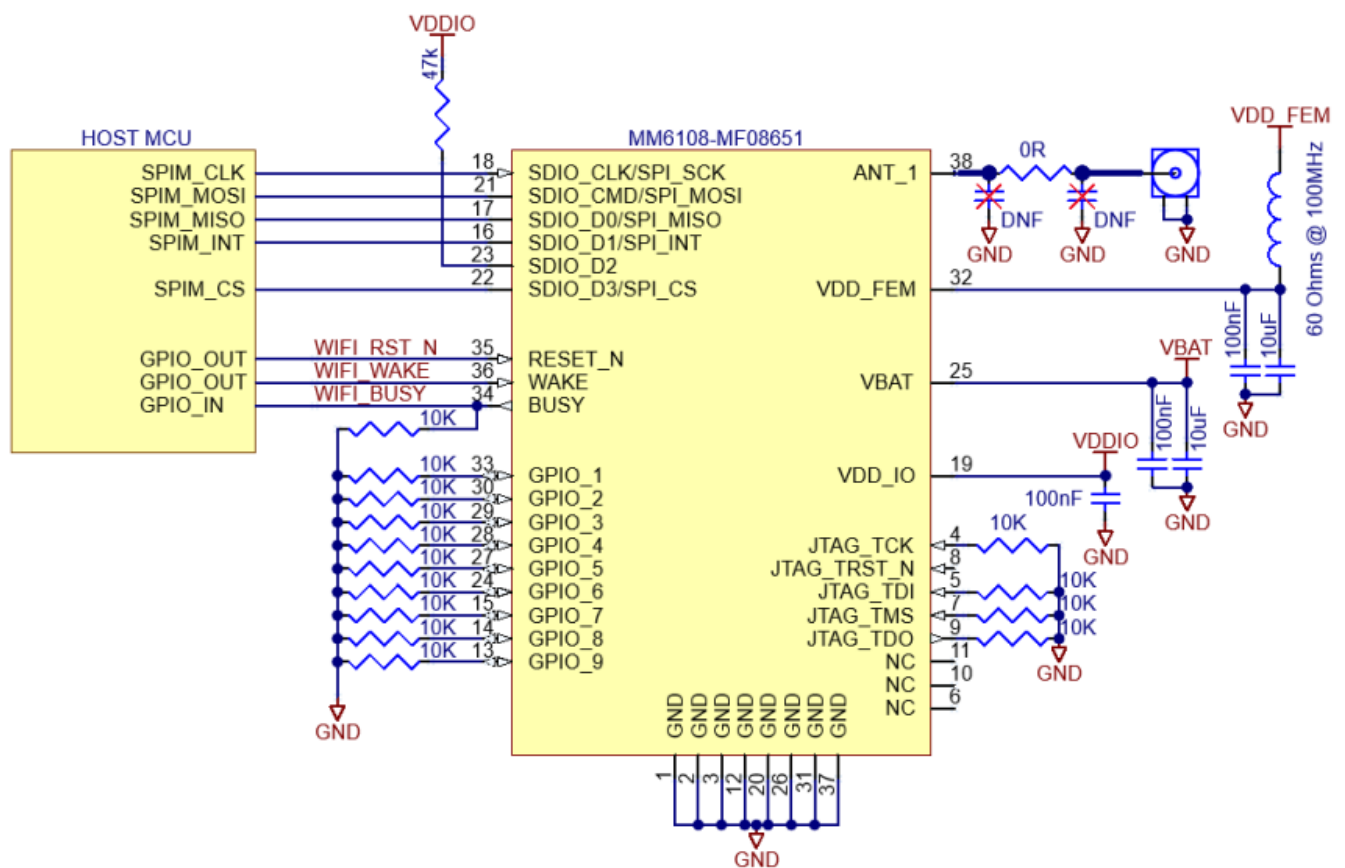 VDDIO
47k
HOST MCU
MM6108-MF08651
SPIM_CLK
SPIM_MOSI
SPIM_MISO
SPIM_INT
SPIM_CS
GPIO_OUT
GPIO_OUT
GPIO_IN
WIFI_RST_N
WIFI_WAKE
WIFI_BUSY
18 SDIO_CLK/SPI_SCK
21 SDIO_CMD/SPI_MOSI
17 SDIO_D0/SPI_MISO
16 SDIO_D1/SPI_INT
23 SDIO_D2
22 SDIO_D3/SPI_CS
35 RESET_N
36 WAKE
34 BUSY
10K
10K 33 GPIO_1
10K 30 GPIO_2
10K 29 GPIO_3
10K 28 GPIO_4
10K 27 GPIO_5
10K 24 GPIO_6
10K 15 GPIO_7
10K 14 GPIO_8
10K 13 GPIO_9
GND
ANT_1 38
0R
DNF
DNF
GND
GND
GND
VDD_FEM
60 Ohms @ 100MHz
VDD_FEM 32
100nF
10uF
GND
VBAT
VBAT 25
100nF
10uF
GND
VDDIO
VDD_IO 19
100nF
GND
JTAG_TCK 4 10K
JTAG_TRST_N 8
JTAG_TDI 5 10K
JTAG_TMS 7 10K
JTAG_TDO 9 10K
GND
NC 11
NC 10
NC 6
GND GND GND GND GND GND GND GND
1 2 3 12 20 26 31 37
GND